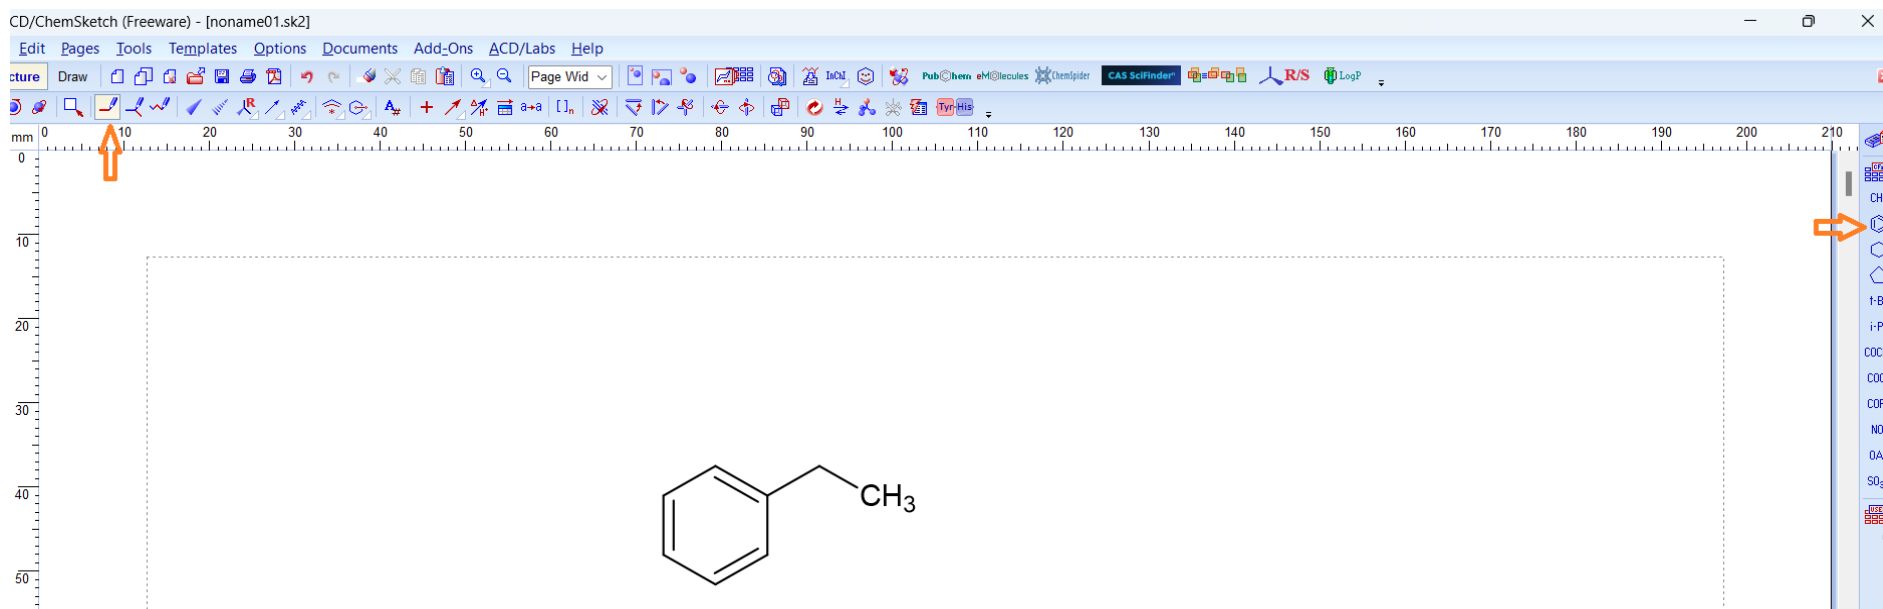 CD/ChemSketch (Freeware) - [noname01.sk2]
Edit Pages Tools Templates Options Documents Add-Ons ACD/Labs Help
cture Draw Page Wid InChI PubChem eMolecules ChemSpider CAS SciFinder R/S LogP
R A H+ a→a [ ]n H Tyr His
mm 0 10 20 30 40 50 60 70 80 90 100 110 120 130 140 150 160 170 180 190 200 210
0
CH
10
t-B
20
i-P
COC
COO
30
COF
NO
OA
SO3
40
CH3
USE
50